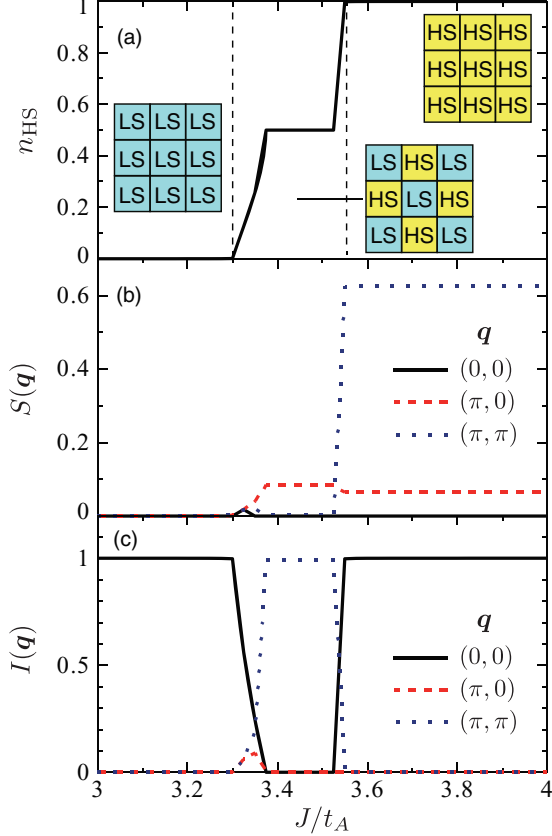 1
(a)
0.8
0.6
0.4
0.2
0
n_HS
LS LS LS
LS LS LS
LS LS LS
HS HS HS
HS HS HS
HS HS HS
LS HS LS
HS LS HS
LS HS LS
(b)
0.6
0.4
0.2
0
S(q)
q
(0, 0)
(π, 0)
(π, π)
(c)
1
0.5
0
I(q)
q
(0, 0)
(π, 0)
(π, π)
3 3.2 3.4 3.6 3.8 4
J/t_A